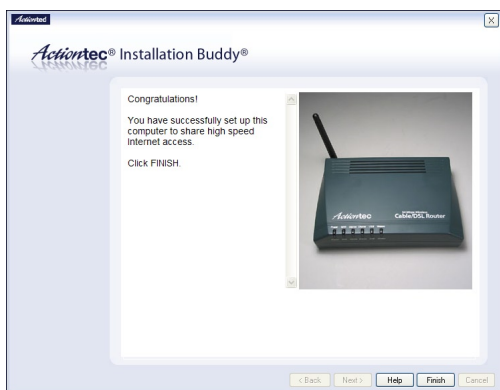 Actiontec
Actiontec® Installation Buddy®
Congratulations!
You have successfully set up this
computer to share high speed
Internet access.
Click FINISH.
Actiontec
Cable/DSL Router
< Back
Next >
Help
Finish
Cancel